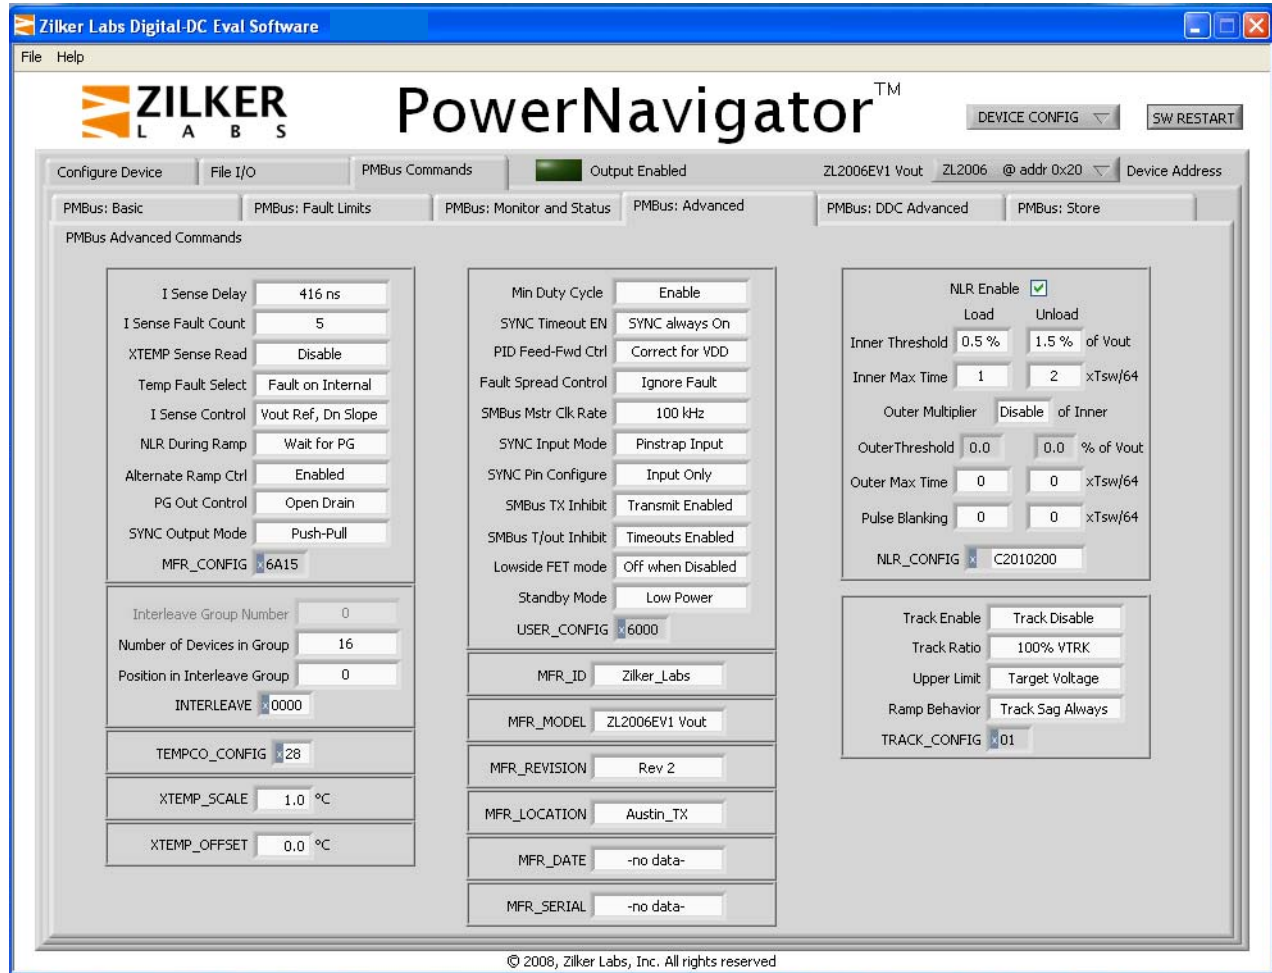 Zilker Labs Digital-DC Eval Software
File Help
ZILKER
LABS
PowerNavigator™
DEVICE CONFIG
SW RESTART
Configure Device
File I/O
PMBus Commands
Output Enabled
ZL2006EV1 Vout
ZL2006 @ addr 0x20
Device Address
PMBus: Basic
PMBus: Fault Limits
PMBus: Monitor and Status
PMBus: Advanced
PMBus: DDC Advanced
PMBus: Store
PMBus Advanced Commands
I Sense Delay 416 ns
I Sense Fault Count 5
XTEMP Sense Read Disable
Temp Fault Select Fault on Internal
I Sense Control Vout Ref, Dn Slope
NLR During Ramp Wait for PG
Alternate Ramp Ctrl Enabled
PG Out Control Open Drain
SYNC Output Mode Push-Pull
MFR_CONFIG x6A15
Interleave Group Number 0
Number of Devices in Group 16
Position in Interleave Group 0
INTERLEAVE x0000
TEMPCO_CONFIG x28
XTEMP_SCALE 1.0 °C
XTEMP_OFFSET 0.0 °C
Min Duty Cycle Enable
SYNC Timeout EN SYNC always On
PID Feed-Fwd Ctrl Correct for VDD
Fault Spread Control Ignore Fault
SMBus Mstr Clk Rate 100 kHz
SYNC Input Mode Pinstrap Input
SYNC Pin Configure Input Only
SMBus TX Inhibit Transmit Enabled
SMBus T/out Inhibit Timeouts Enabled
Lowside FET mode Off when Disabled
Standby Mode Low Power
USER_CONFIG x6000
MFR_ID Zilker_Labs
MFR_MODEL ZL2006EV1 Vout
MFR_REVISION Rev 2
MFR_LOCATION Austin_TX
MFR_DATE -no data-
MFR_SERIAL -no data-
NLR Enable
Load Unload
Inner Threshold 0.5 % 1.5 % of Vout
Inner Max Time 1 2 xTsw/64
Outer Multiplier Disable of Inner
OuterThreshold 0.0 0.0 % of Vout
Outer Max Time 0 0 xTsw/64
Pulse Blanking 0 0 xTsw/64
NLR_CONFIG x C2010200
Track Enable Track Disable
Track Ratio 100% VTRK
Upper Limit Target Voltage
Ramp Behavior Track Sag Always
TRACK_CONFIG x01
© 2008, Zilker Labs, Inc. All rights reserved